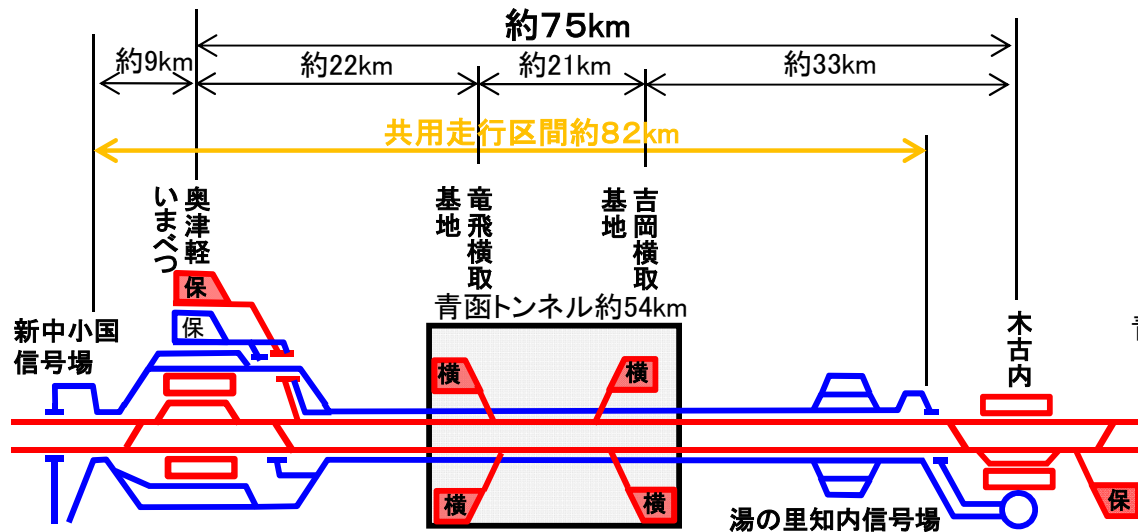 約75km
約9km
約22km
約21km
約33km
共用走行区間約82km
奥津軽
いまべつ
竜飛横取
基地
吉岡横取
基地
青函トンネル約54km
保
保
新中小国
信号場
木古内
横
横
横
横
保
湯の里知内信号場